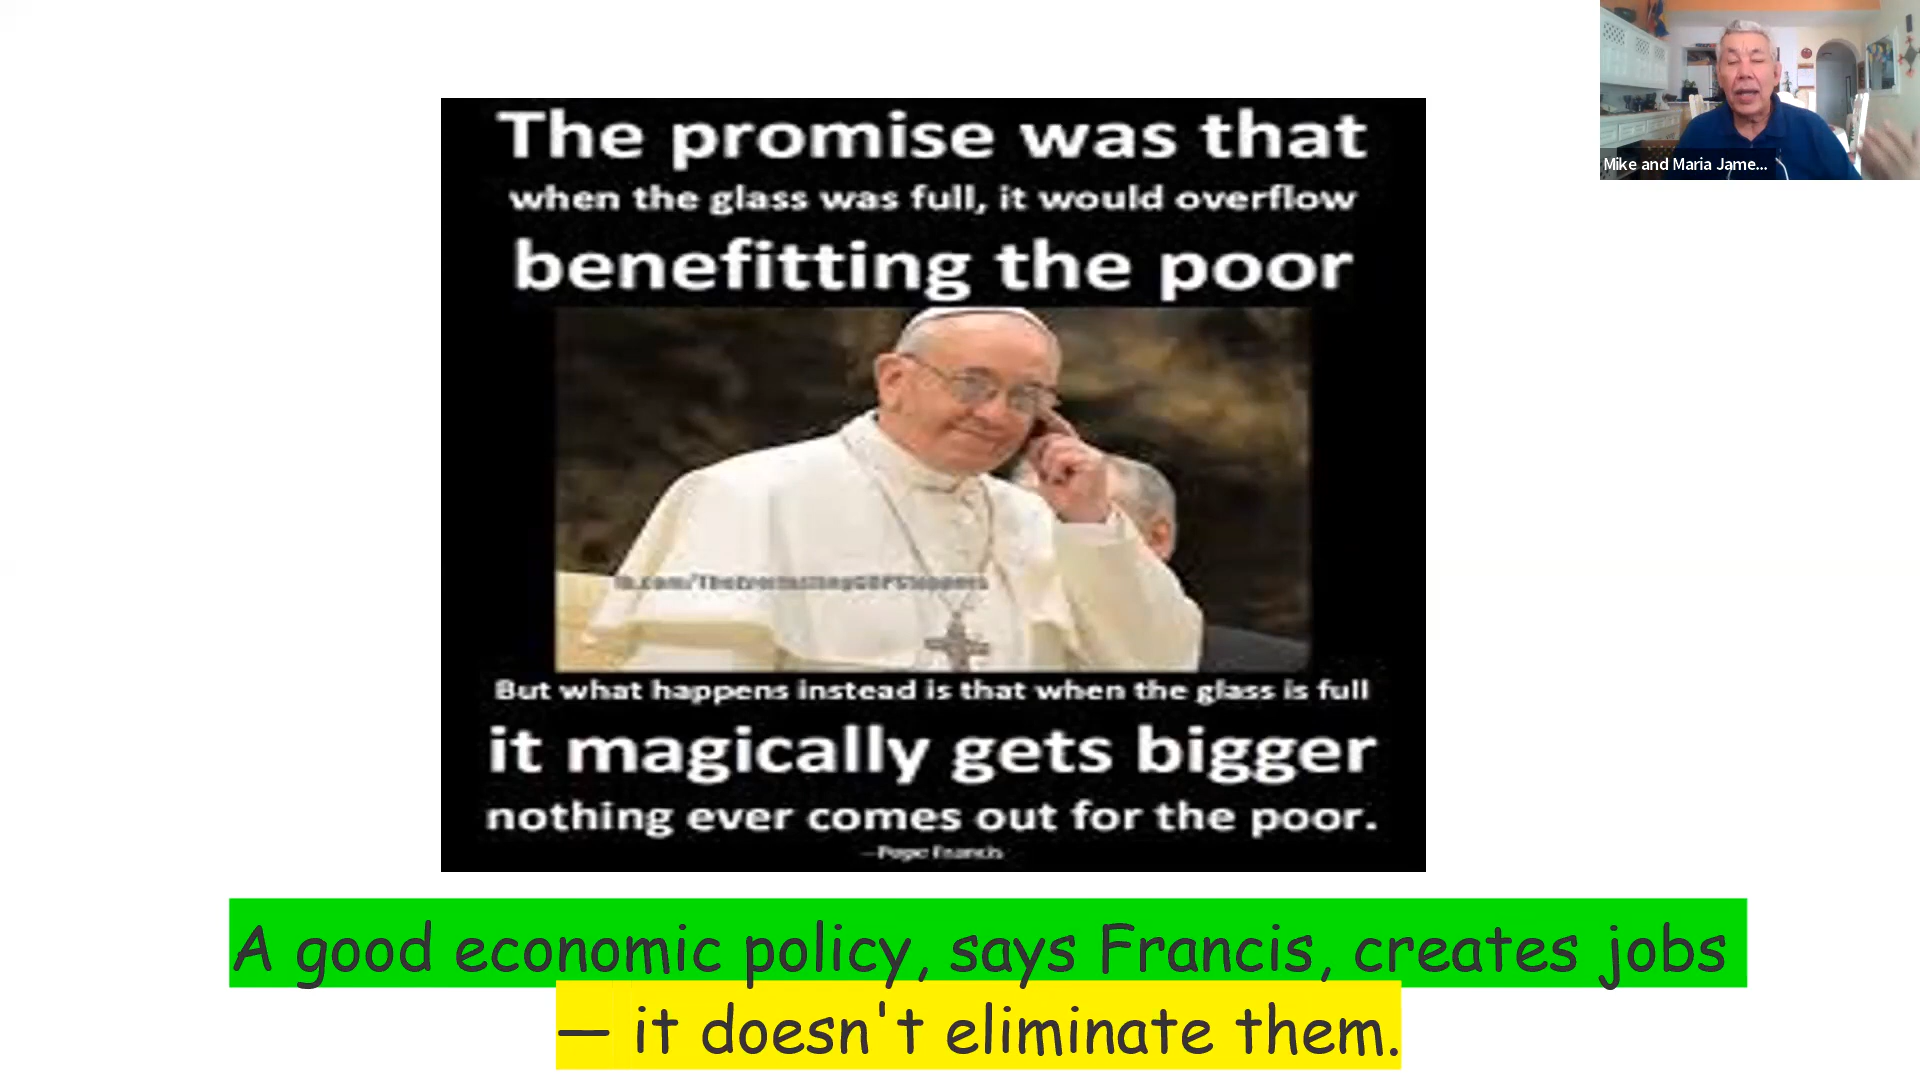 The promise was that
when the glass was full, it would overflow
benefitting the poor
But what happens instead is that when the glass is full
it magically gets bigger
nothing ever comes out for the poor.
—Pope Francis
A good economic policy, says Francis, creates jobs
— it doesn't eliminate them.
Mike and Maria Jame...